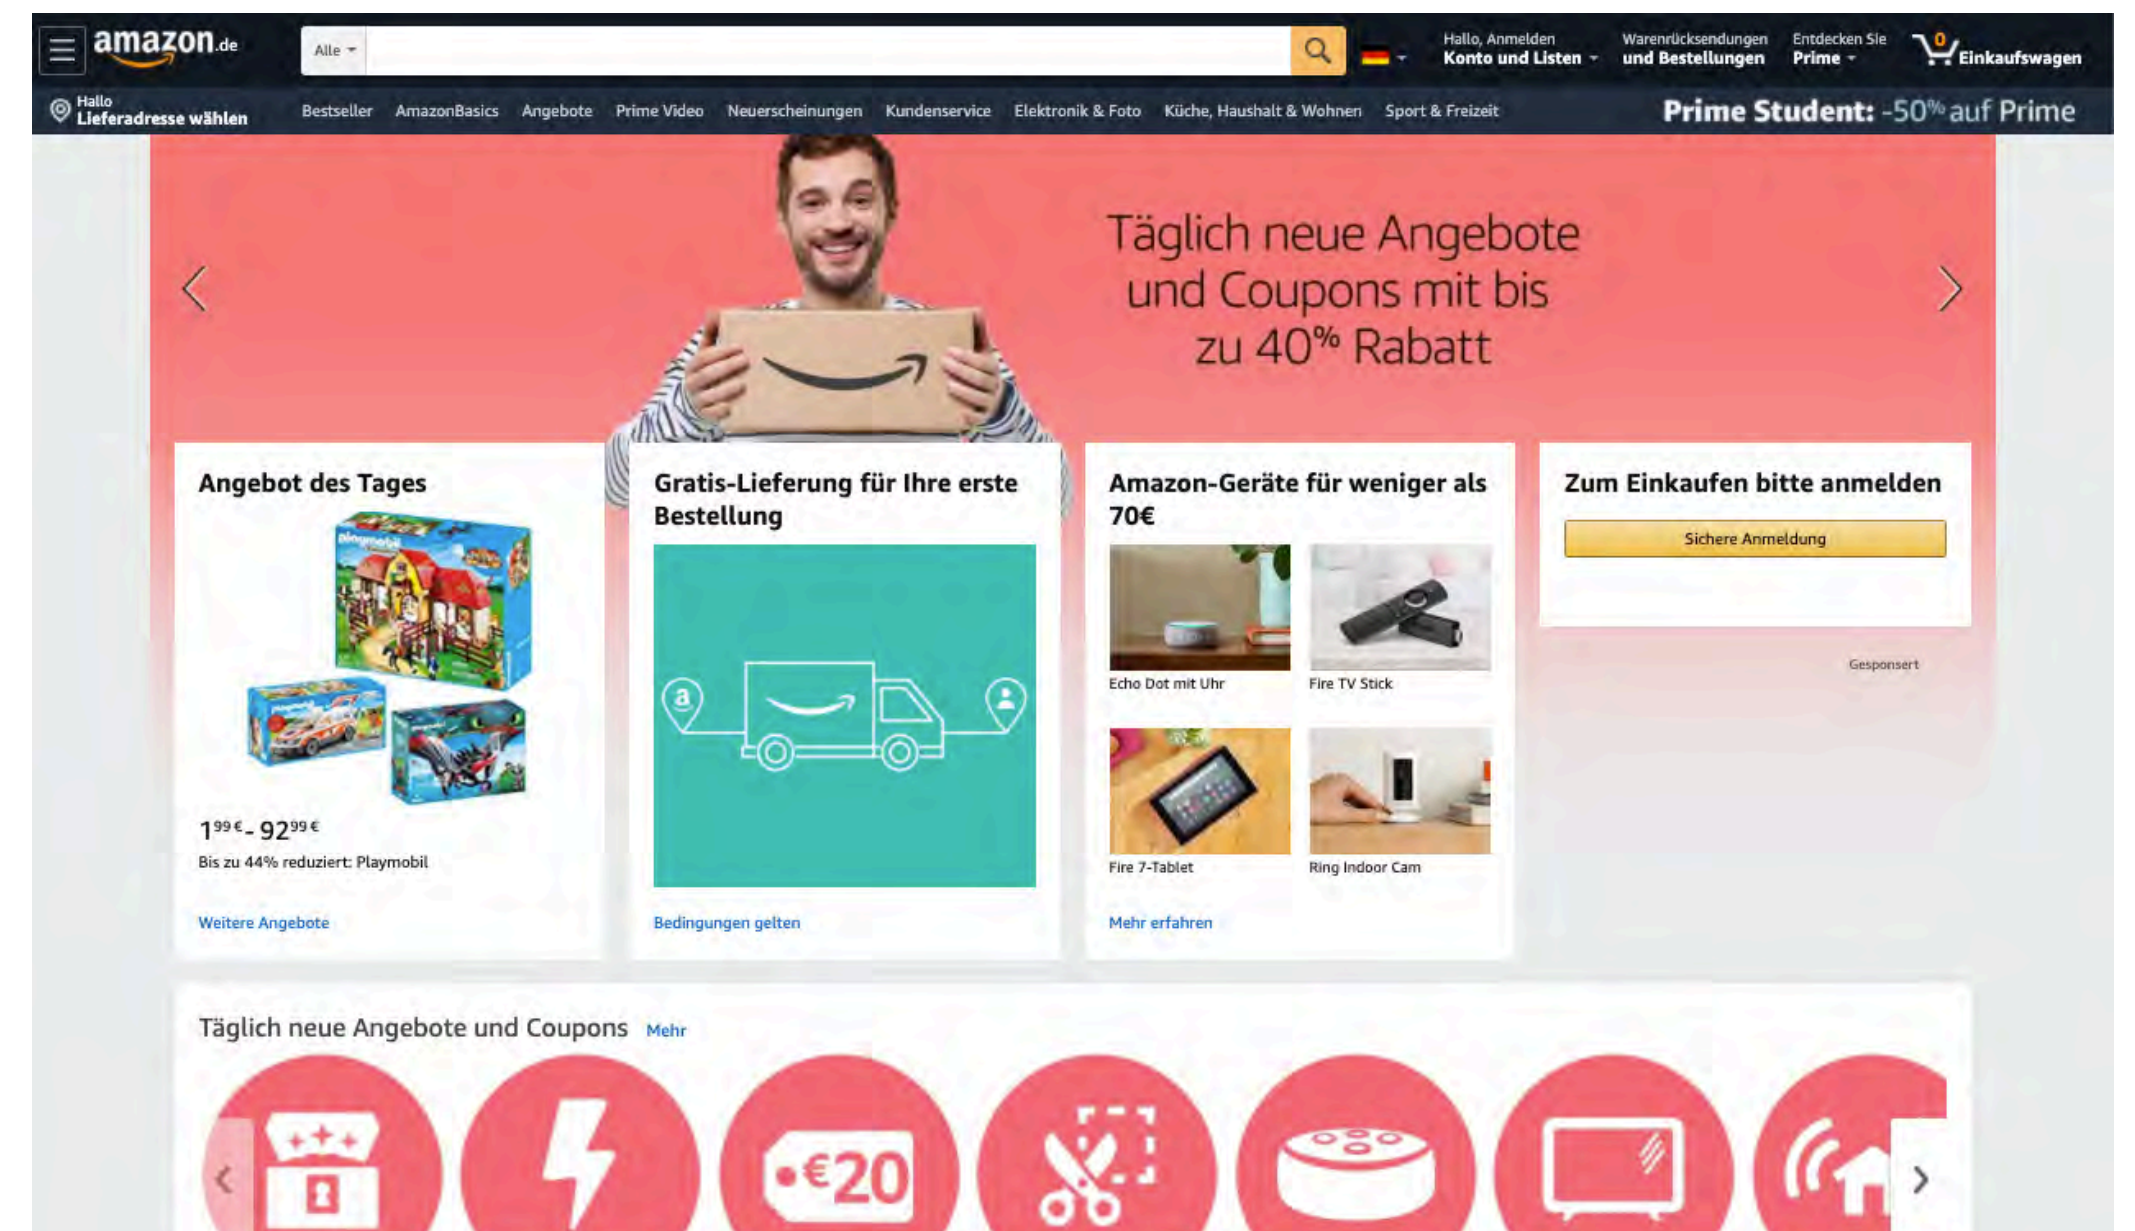 amazon.de
Alle
Hallo, Anmelden
Konto und Listen
Warenrücksendungen
und Bestellungen
Entdecken Sie
Prime
0
Einkaufswagen
Hallo
Lieferadresse wählen
Bestseller AmazonBasics Angebote Prime Video Neuerscheinungen Kundenservice Elektronik & Foto Küche, Haushalt & Wohnen Sport & Freizeit
Prime Student: -50% auf Prime
Täglich neue Angebote
und Coupons mit bis
zu 40% Rabatt
Angebot des Tages
playmobil
1⁹⁹ € - 92⁹⁹ €
Bis zu 44% reduziert: Playmobil
Weitere Angebote
Gratis-Lieferung für Ihre erste
Bestellung
a
Bedingungen gelten
Amazon-Geräte für weniger als
70€
Echo Dot mit Uhr
Fire TV Stick
Fire 7-Tablet
Ring Indoor Cam
Mehr erfahren
Zum Einkaufen bitte anmelden
Sichere Anmeldung
Gesponsert
Täglich neue Angebote und Coupons Mehr
€20